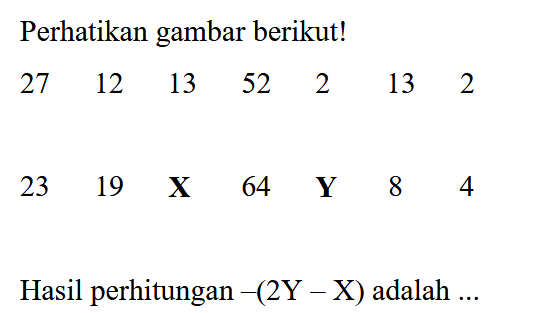 Perhatikan gambar berikut!
27 12 13 52 2 13 2
23 19 X 64 Y 8 4
Hasil perhitungan –(2Y – X) adalah ...